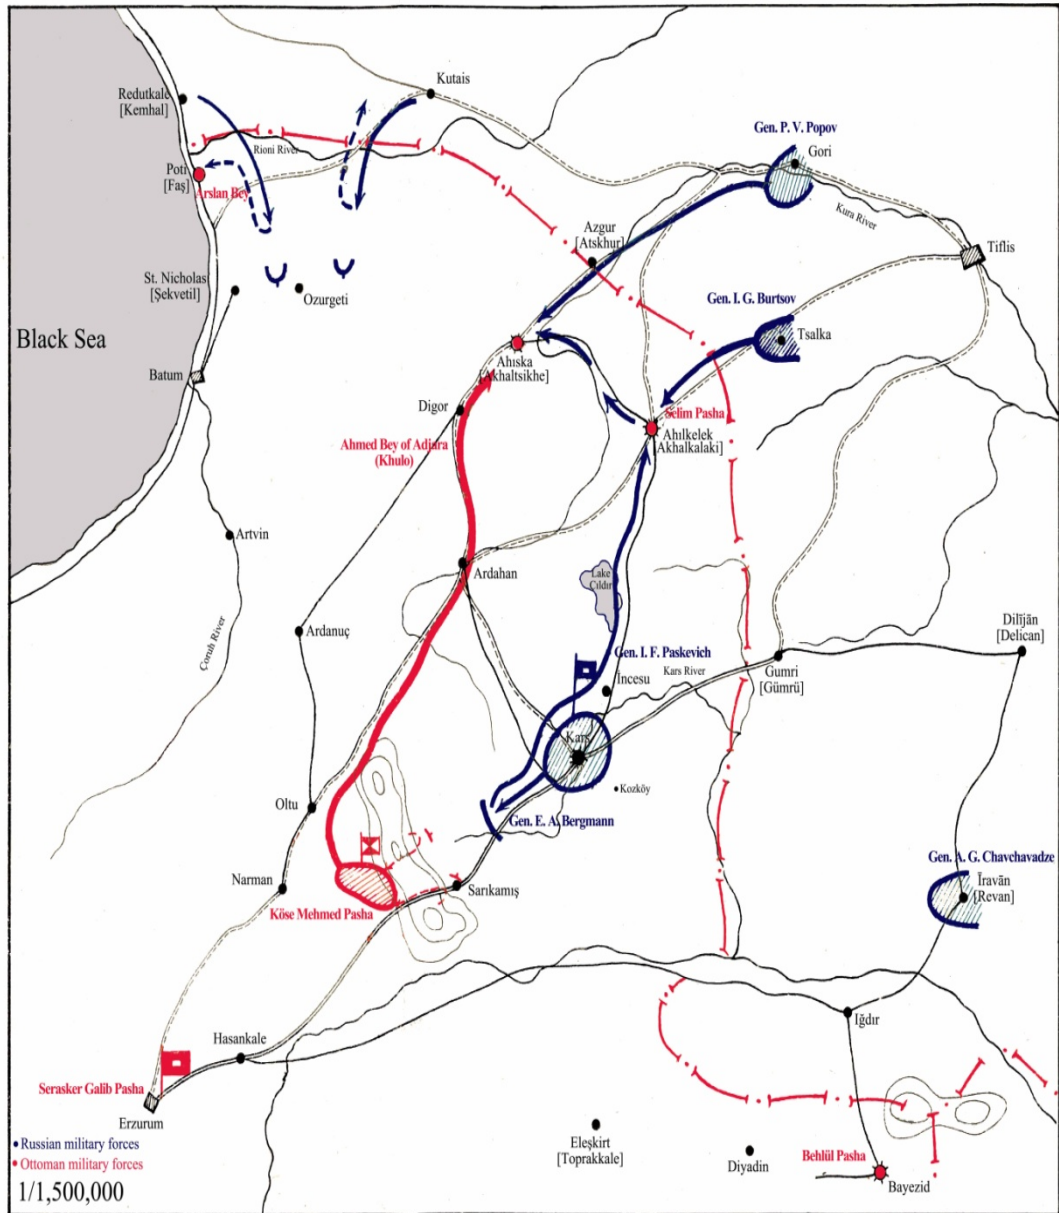 Redutkale
[Kemhal]
Kutais
Gen. P. V. Popov
Gori
Rioni River
Poti
[Faş]
Arslan Bey
Kura River
Azgur
[Atskhur]
Tiflis
St. Nicholas
[Şekvetil]
Ozurgeti
Gen. I. G. Burtsov
Tsalka
Black Sea
Batum
Ahıska
[Akhaltsikhe]
Digor
Selim Pasha
Ahılkelek
[Akhalkalaki]
Ahmed Bey of Adjara
(Khulo)
Artvin
Ardahan
Lake
Çıldır
Çoruh River
Ardanuç
Dilījān
[Delican]
Gen. I. F. Paskevich
Kars River
İncesu
Gumri
[Gümrü]
Kars
Kozköy
Oltu
Gen. E. A. Bergmann
Gen. A. G. Chavchavadze
Īravān
[Revan]
Narman
Sarıkamış
Köse Mehmed Pasha
Iğdır
Hasankale
Serasker Galib Pasha
Erzurum
Eleşkirt
[Toprakkale]
Diyadin
Behlül Pasha
Bayezid
Russian military forces
Ottoman military forces
1/1,500,000